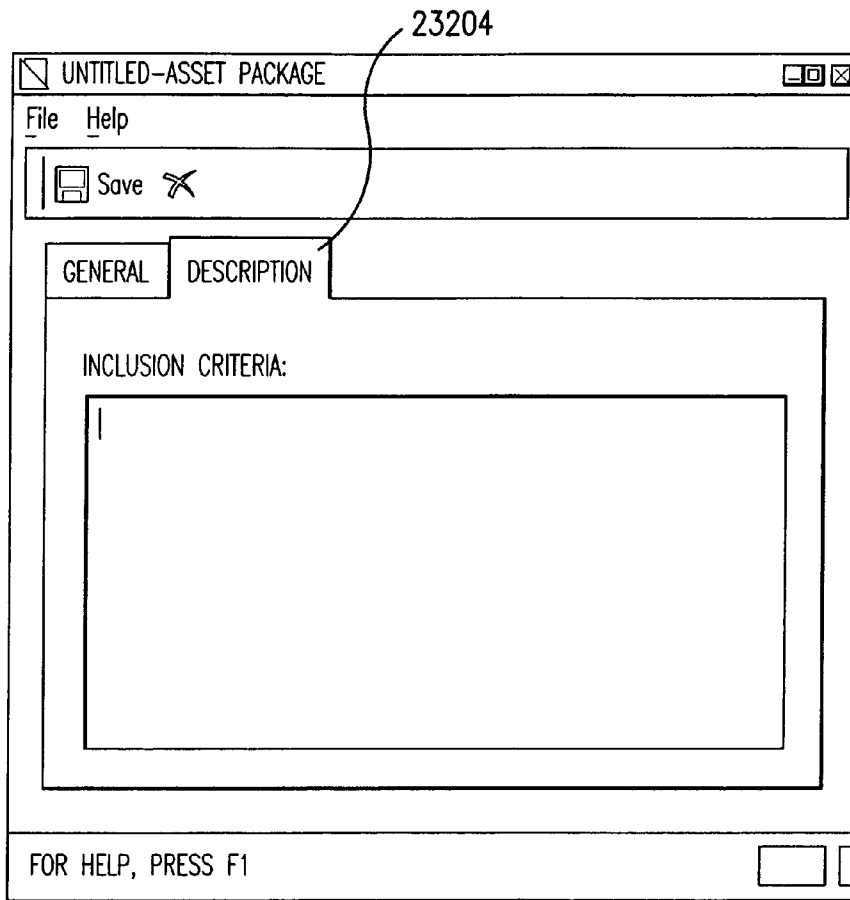 23204
UNTITLED-ASSET PACKAGE
File Help
Save
GENERAL DESCRIPTION
INCLUSION CRITERIA:
FOR HELP, PRESS F1